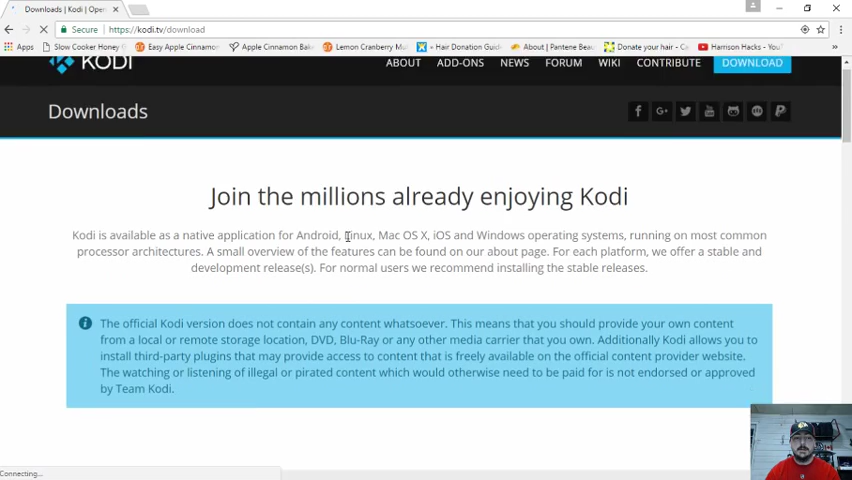 Downloads | Kodi | Open
Secure https://kodi.tv/download
Apps Slow Cooker Honey Easy Apple Cinnamon Apple Cinnamon Bake Lemon Cranberry Mu • Hair Donation Guide About | Pantene Beau Donate your hair - Ca Harrison Hacks - You
KODI ABOUT ADD-ONS NEWS FORUM WIKI CONTRIBUTE DOWNLOAD
Downloads
Join the millions already enjoying Kodi
Kodi is available as a native application for Android, Linux, Mac OS X, iOS and Windows operating systems, running on most common
processor architectures. A small overview of the features can be found on our about page. For each platform, we offer a stable and
development release(s). For normal users we recommend installing the stable releases.
The official Kodi version does not contain any content whatsoever. This means that you should provide your own content
from a local or remote storage location, DVD, Blu-Ray or any other media carrier that you own. Additionally Kodi allows you to
install third-party plugins that may provide access to content that is freely available on the official content provider website.
The watching or listening of illegal or pirated content which would otherwise need to be paid for is not endorsed or approved
by Team Kodi.
Connecting...